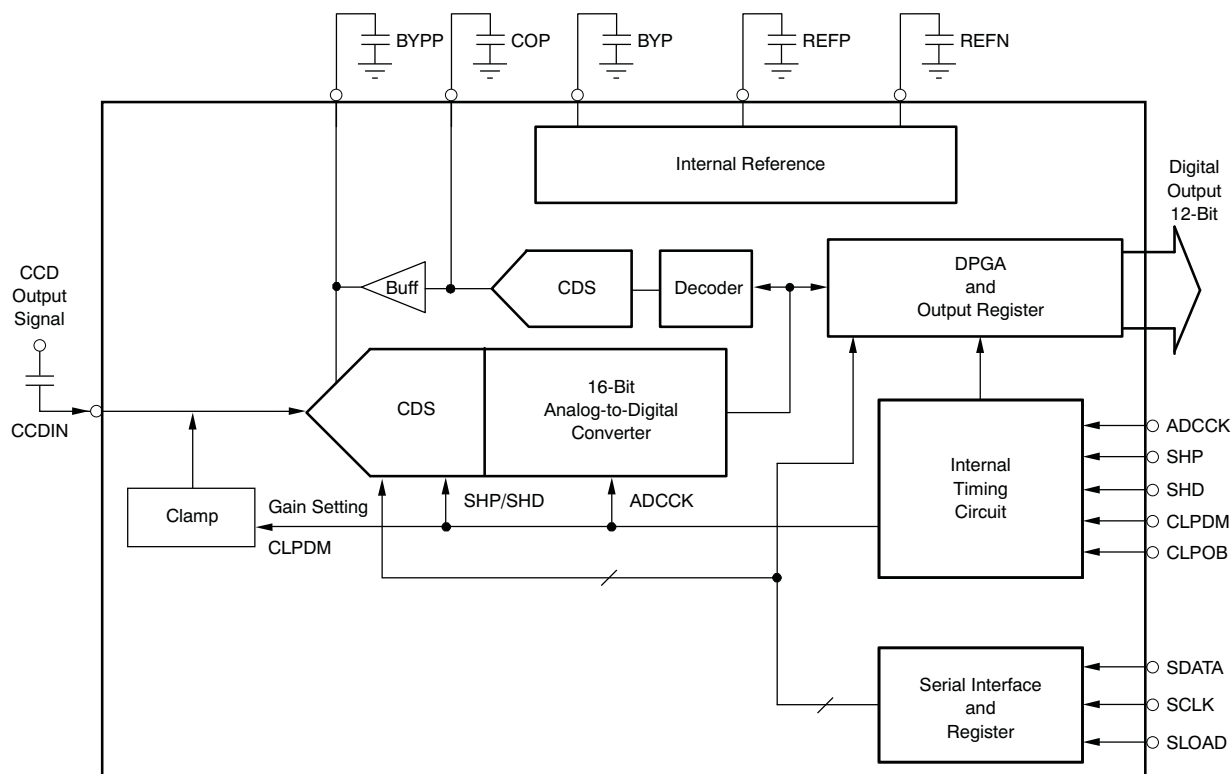 BYPP
COP
BYP
REFP
REFN
Internal Reference
Digital
Output
12-Bit
CCD
Output
Signal
Buff
CDS
Decoder
DPGA
and
Output Register
CCDIN
CDS
16-Bit
Analog-to-Digital
Converter
Internal
Timing
Circuit
ADCCK
SHP
SHD
CLPDM
CLPOB
Clamp
Gain Setting
SHP/SHD
ADCCK
CLPDM
Serial Interface
and
Register
SDATA
SCLK
SLOAD